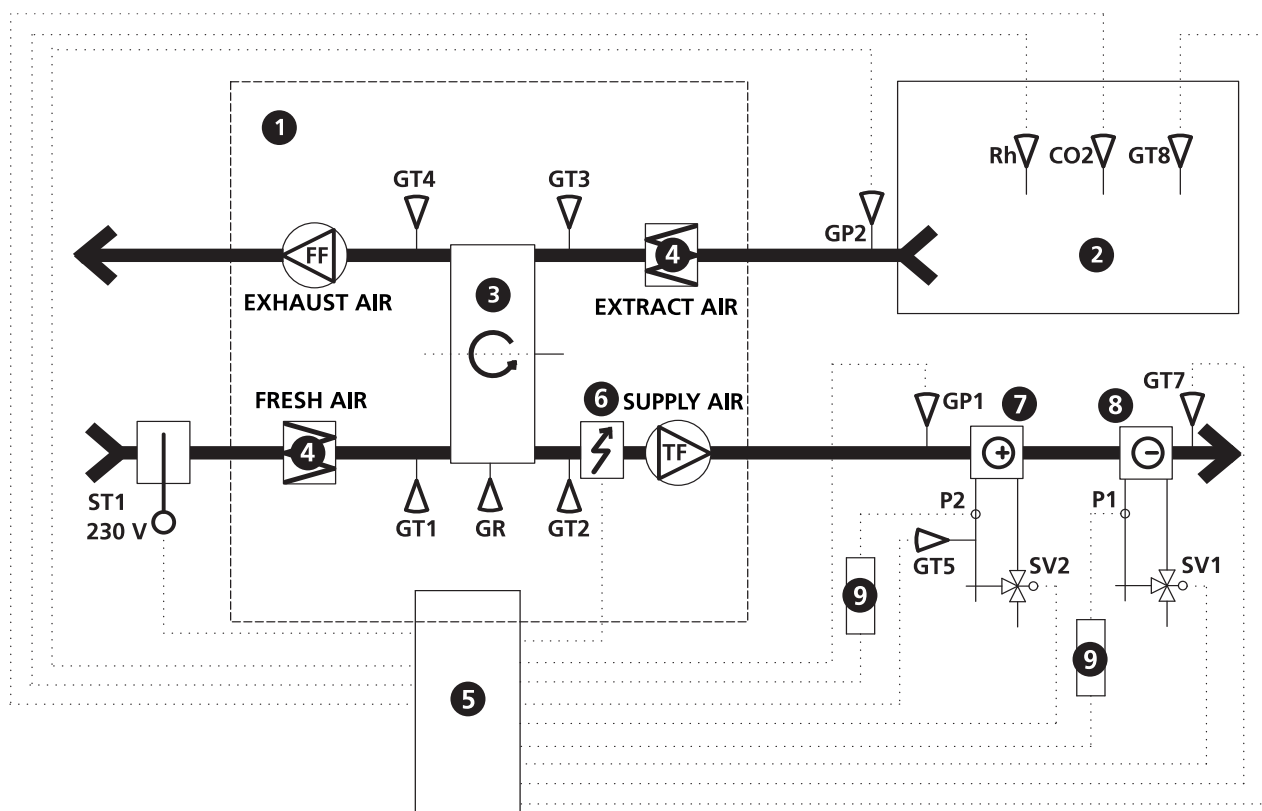 1
Rh
CO2
GT8
GT4
GT3
GP2
FF
4
2
3
EXHAUST AIR
EXTRACT AIR
FRESH AIR
6
SUPPLY AIR
GP1
7
8
GT7
4
TF
+
−
ST1
230 V
GT1
GR
GT2
P2
P1
GT5
SV2
SV1
9
9
5